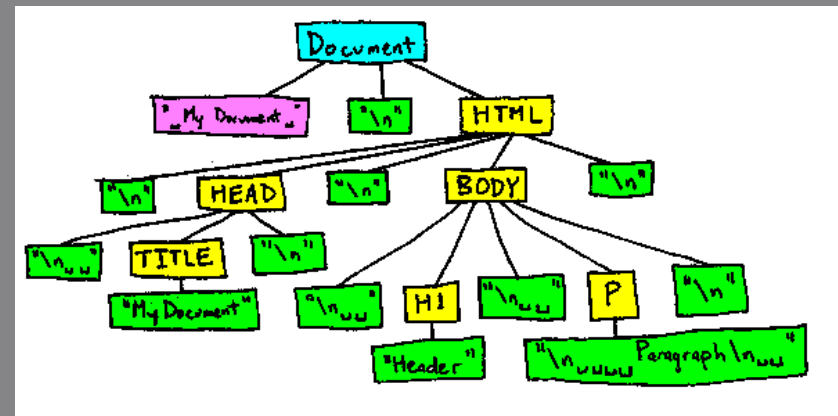 Document
"␣My Document␣" "\n" HTML
"\n" HEAD "\n" BODY "\n"
"\n␣␣" TITLE "\n" "\n␣␣" H1 "\n␣␣" P "\n"
"My Document" "Header" "\n␣␣␣␣Paragraph\n␣␣"